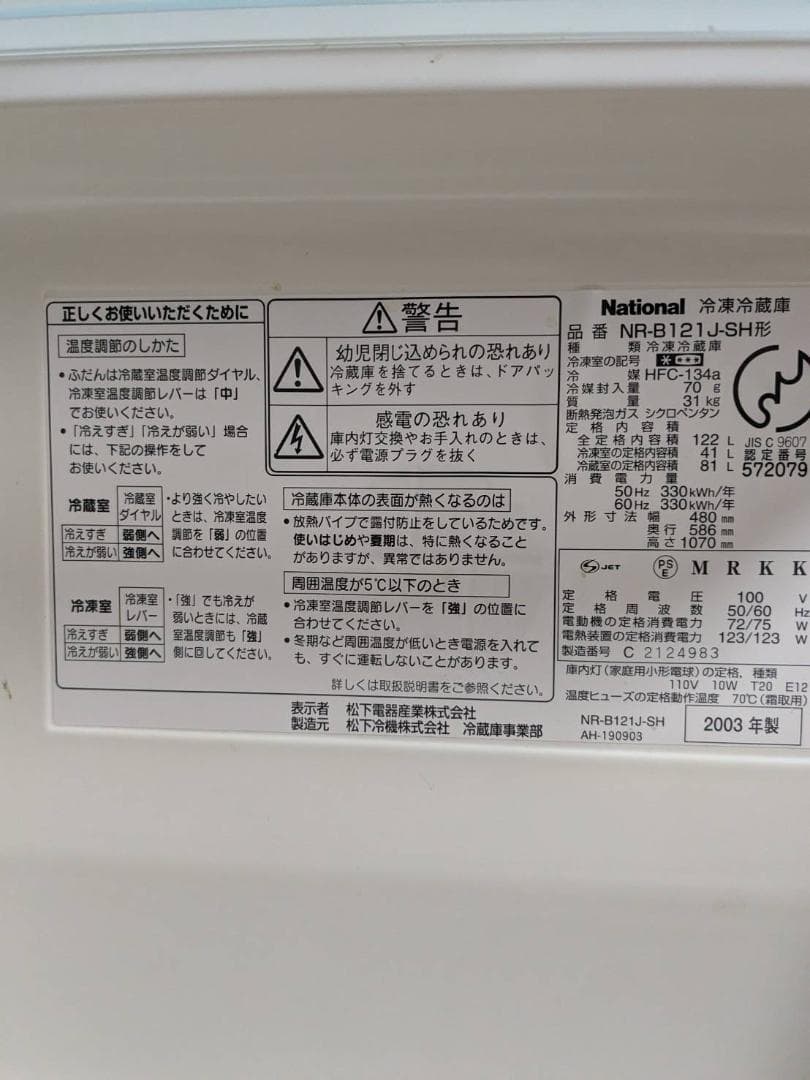 正しくお使いいただくために
温度調節のしかた
• ふだんは冷蔵室温度調節ダイヤル、
冷凍室温度調節レバーは「中」
でお使いください。
• 「冷えすぎ」「冷えが弱い」場合
には、下記の操作をして
お使いください。
冷蔵室
冷蔵室
ダイヤル
冷えすぎ 弱側へ
冷えが弱い 強側へ
・より強く冷やしたい
ときは、冷凍室温度
調節を「弱」の位置
に合わせてください。
冷凍室
冷凍室
レバー
冷えすぎ 弱側へ
冷えが弱い 強側へ
・「強」でも冷えが
弱いときには、冷蔵
室温度調節も「強」
側に回してください。
警告
幼児閉じ込められの恐れあり
冷蔵庫を捨てるときは、ドアパッ
キングを外す
感電の恐れあり
庫内灯交換やお手入れのときは、
必ず電源プラグを抜く
冷蔵庫本体の表面が熱くなるのは
• 放熱パイプで露付防止をしているためです。
使いはじめや夏期は、特に熱くなること
がありますが、異常ではありません。
周囲温度が5℃以下のとき
• 冷凍室温度調節レバーを「強」の位置に
合わせてください。
• 冬期など周囲温度が低いとき電源を入れて
も、すぐに運転しないことがあります。
詳しくは取扱説明書をご参照ください。
表示者 松下電器産業株式会社
製造元 松下冷機株式会社 冷蔵庫事業部
National 冷凍冷蔵庫
品番 NR-B121J-SH形
種類 冷凍冷蔵庫
冷凍室の記号
冷媒 HFC-134a
冷媒封入量 70 g
質量 31 kg
断熱発泡ガス シクロペンタン
定格内容積
全定格内容積 122 L
冷凍室の定格内容積 41 L
冷蔵室の定格内容積 81 L
消費電力量
50Hz 330kWh/年
60Hz 330kWh/年
外形寸法 幅 480 mm
奥行 586 mm
高さ 1070 mm
JIS C 9607
認定番号
572079
JET PS E M R K K
定格電圧 100 V
定格周波数 50/60 Hz
電動機の定格消費電力 72/75 W
電熱装置の定格消費電力 123/123 W
製造番号 C 2124983
庫内灯(家庭用小形電球)の定格、種類
110V 10W T20 E12
温度ヒューズの定格動作温度 70℃(霜取用)
NR-B121J-SH
AH-190903
2003 年製